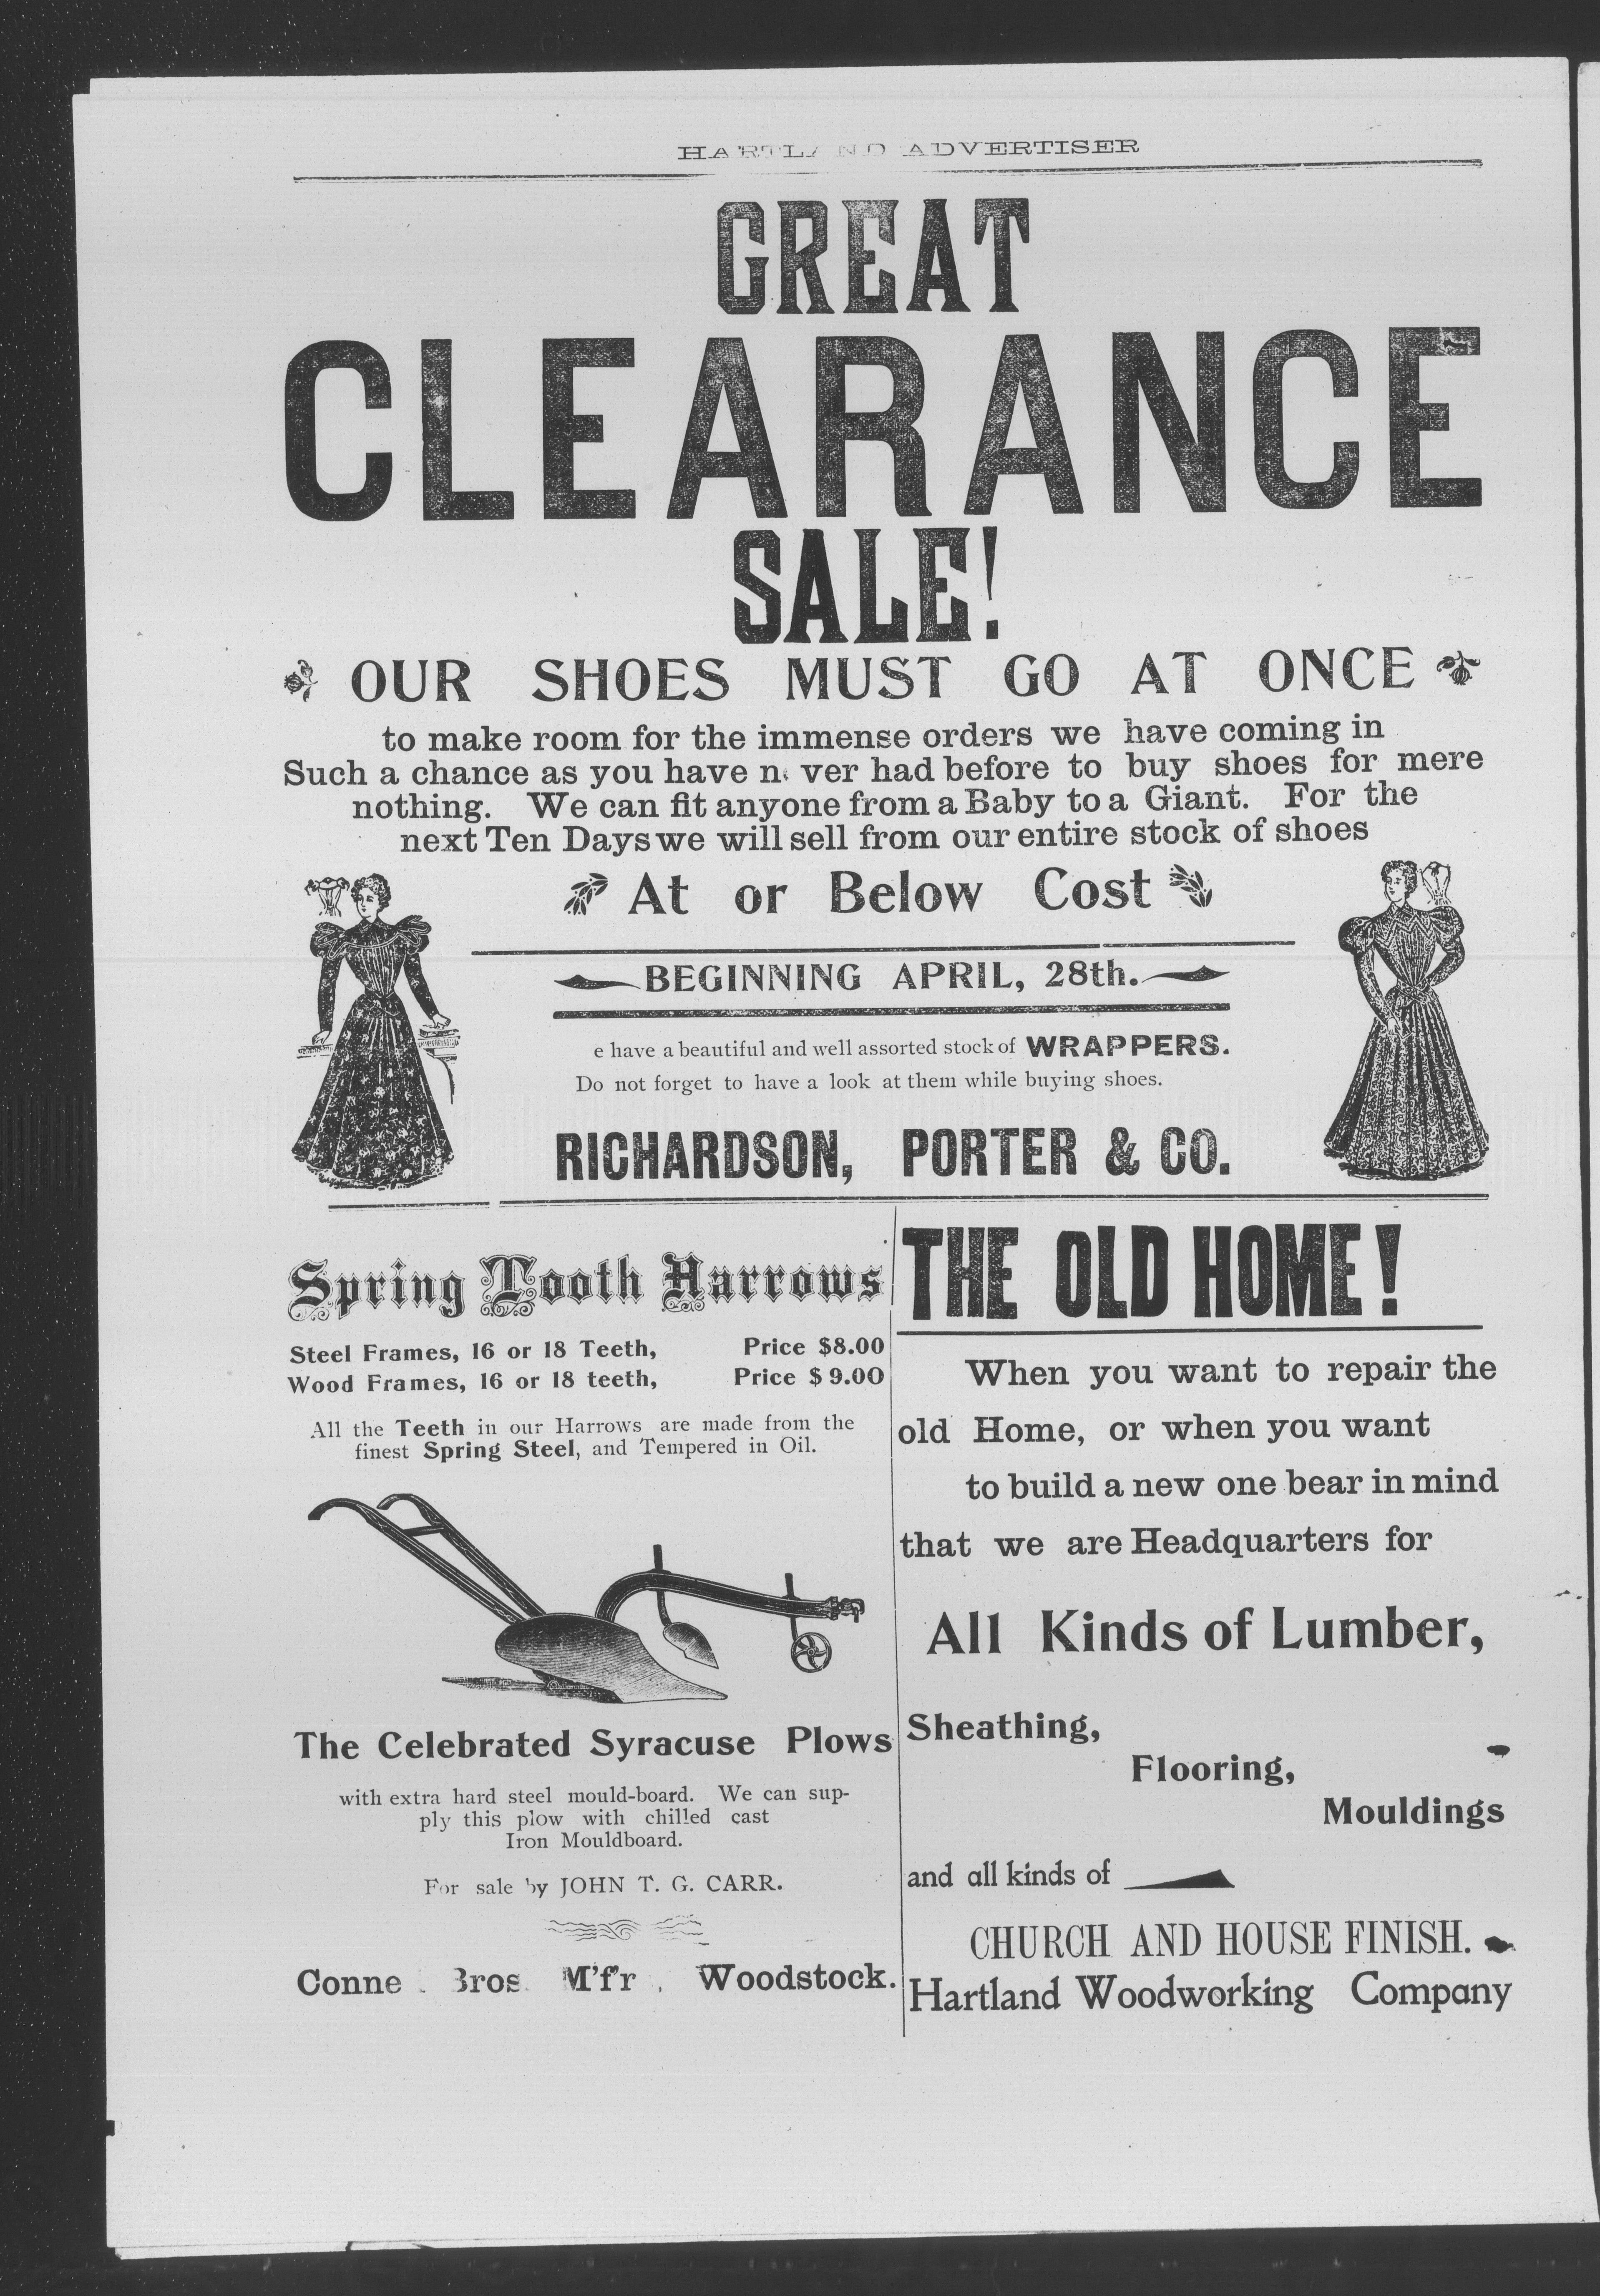 HARTLAND ADVERTISER
GREAT
CLEARANCE
SALE!
OUR SHOES MUST GO AT ONCE
to make room for the immense orders we have coming in
Such a chance as you have n ver had before to buy shoes for mere
nothing. We can fit anyone from a Baby to a Giant. For the
next Ten Days we will sell from our entire stock of shoes
At or Below Cost
BEGINNING APRIL, 28th.
e have a beautiful and well assorted stock of WRAPPERS.
Do not forget to have a look at them while buying shoes.
RICHARDSON, PORTER & CO.
Spring Tooth Harrows
Steel Frames, 16 or 18 Teeth, Price $8.00
Wood Frames, 16 or 18 teeth, Price $9.00
All the Teeth in our Harrows are made from the
finest Spring Steel, and Tempered in Oil.
The Celebrated Syracuse Plows
with extra hard steel mould-board. We can sup-
ply this plow with chilled cast
Iron Mouldboard.
For sale by JOHN T. G. CARR.
Conne Bros. M'f'r , Woodstock.
THE OLD HOME!
When you want to repair the
old Home, or when you want
to build a new one bear in mind
that we are Headquarters for
All Kinds of Lumber,
Sheathing,
Flooring,
Mouldings
and all kinds of
CHURCH AND HOUSE FINISH.
Hartland Woodworking Company